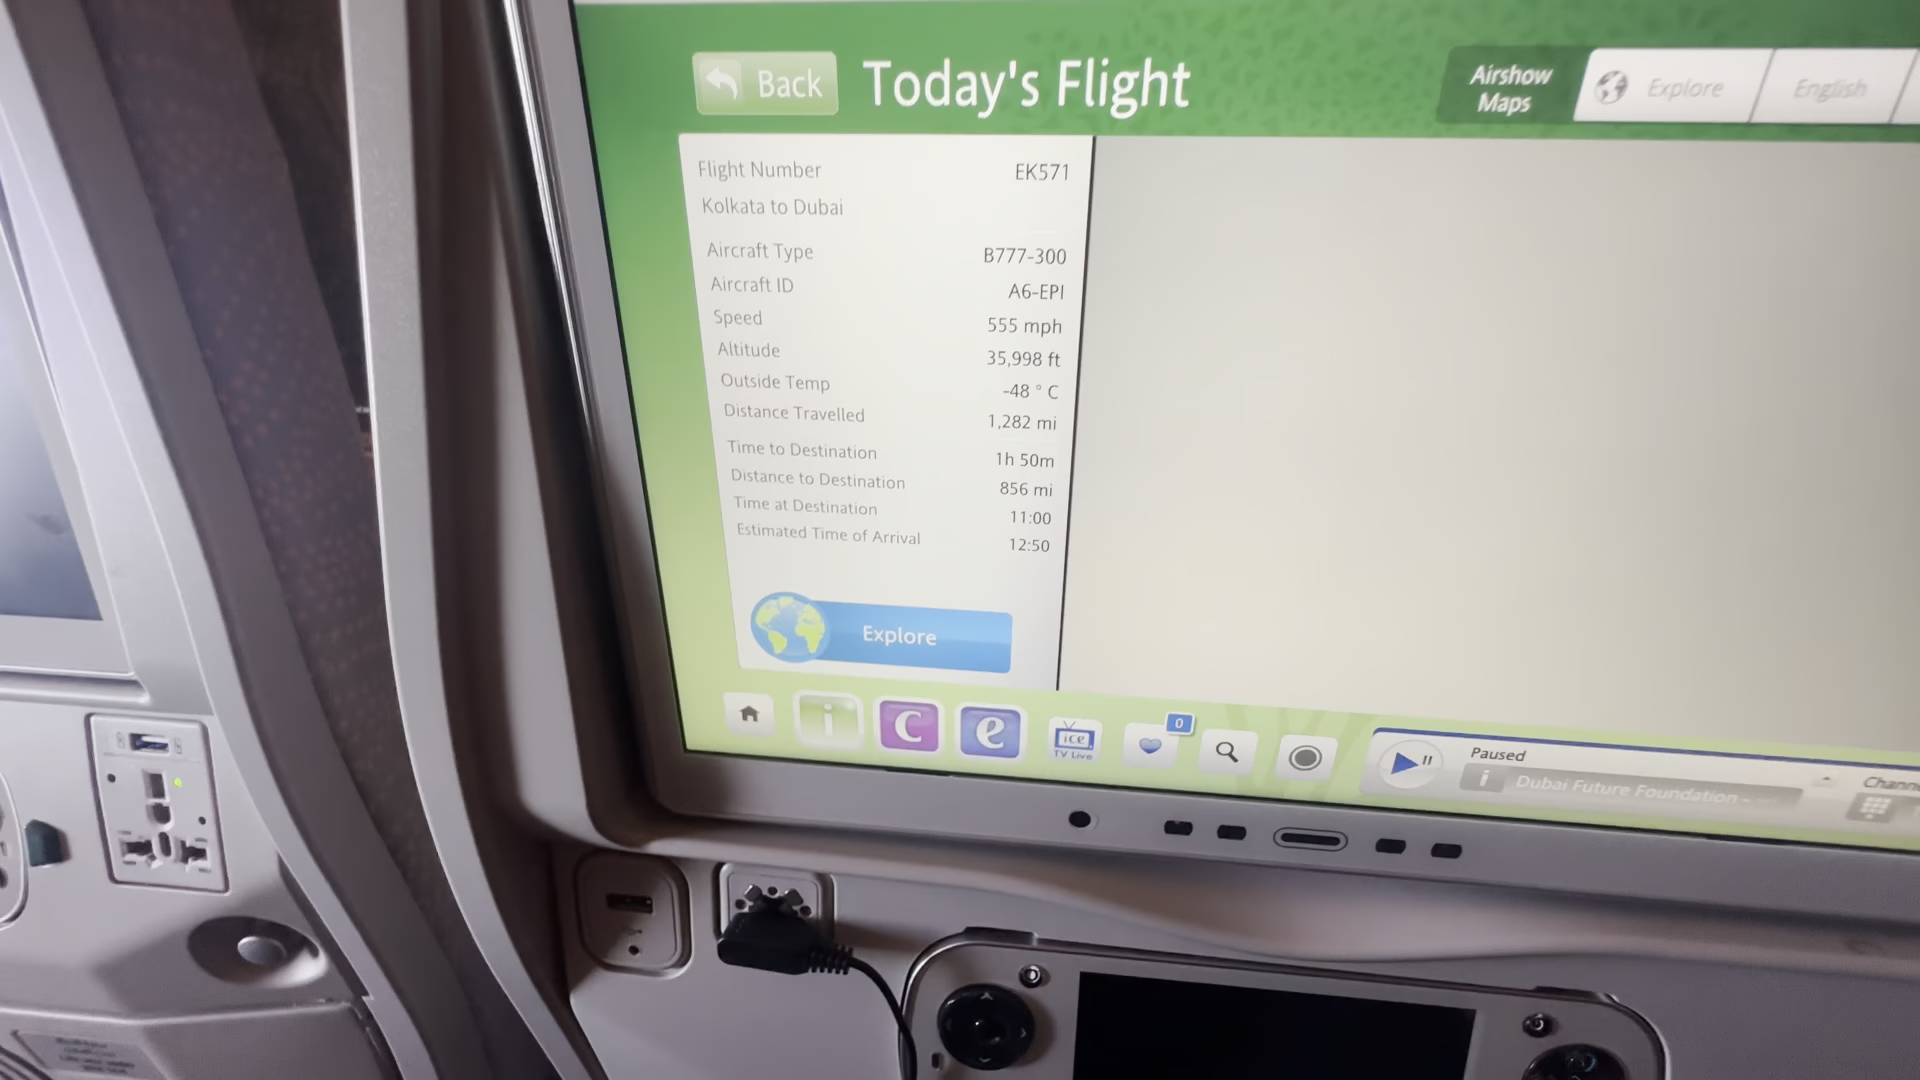 Back
Today's Flight
Airshow Maps
Explore
English
Flight Number EK571
Kolkata to Dubai
Aircraft Type B777-300
Aircraft ID A6-EPI
Speed 555 mph
Altitude 35,998 ft
Outside Temp -48 ° C
Distance Travelled 1,282 mi
Time to Destination 1h 50m
Distance to Destination 856 mi
Time at Destination 11:00
Estimated Time of Arrival 12:50
Explore
i
C
e
ice
TV Live
0
Paused
i Dubai Future Foundation -